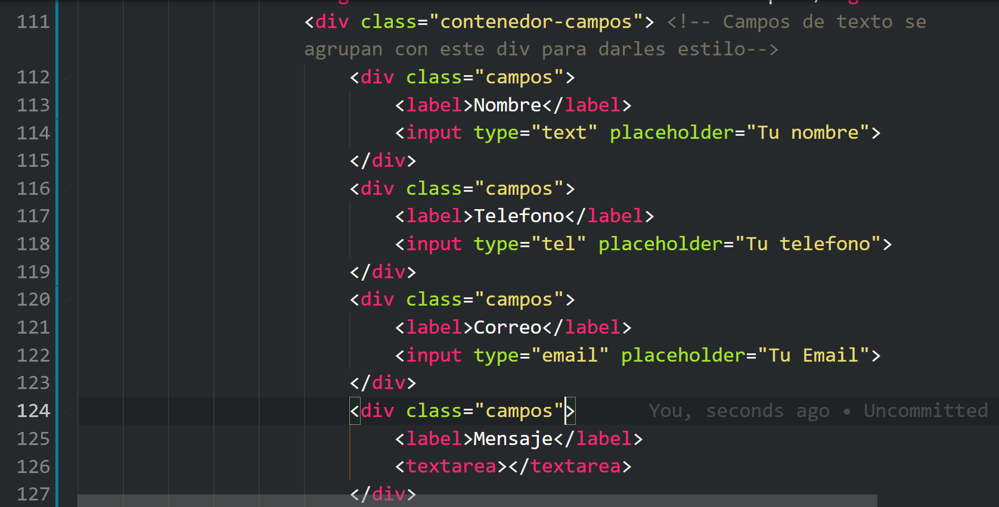 111 <div class="contenedor-campos"> <!-- Campos de texto se
agrupan con este div para darles estilo-->
112 <div class="campos">
113 <label>Nombre</label>
114 <input type="text" placeholder="Tu nombre">
115 </div>
116 <div class="campos">
117 <label>Telefono</label>
118 <input type="tel" placeholder="Tu telefono">
119 </div>
120 <div class="campos">
121 <label>Correo</label>
122 <input type="email" placeholder="Tu Email">
123 </div>
124 <div class="campos"> You, seconds ago • Uncommitted
125 <label>Mensaje</label>
126 <textarea></textarea>
127 </div>